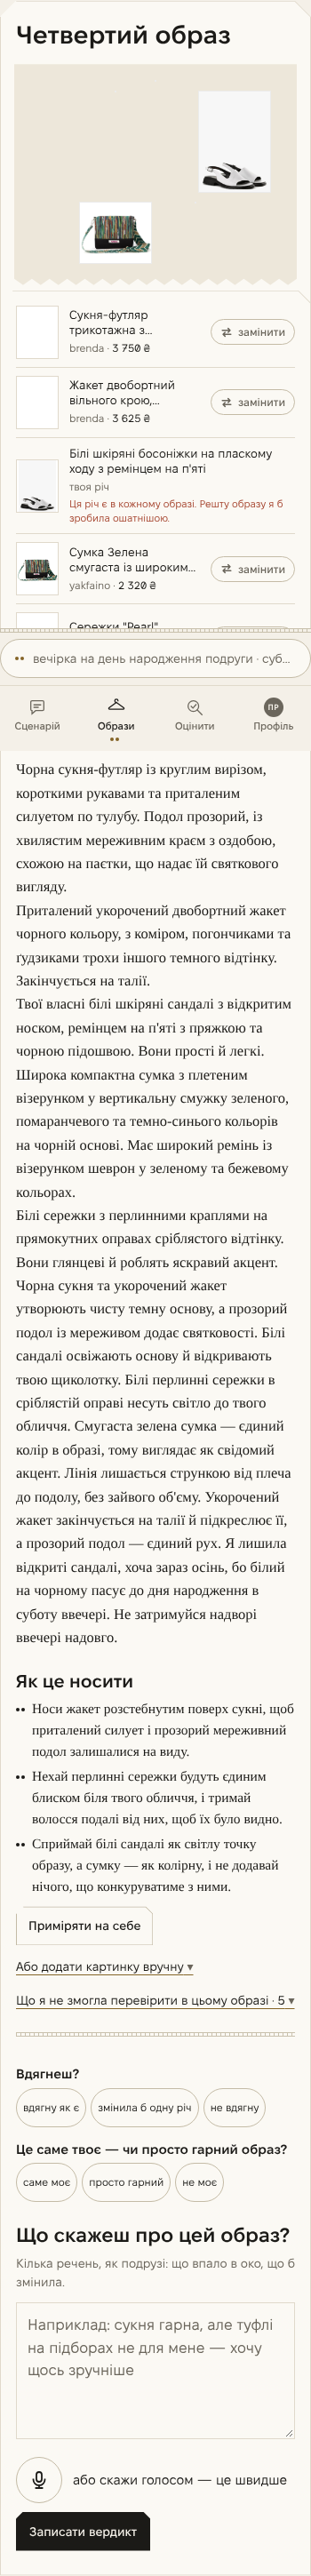 Четвертий образ
Сукня-футляр
трикотажна з...
brenda · 3 750 ₴
замінити
Жакет двобортний
вільного крою,...
brenda · 3 625 ₴
замінити
Білі шкіряні босоніжки на пласкому
ходу з ремінцем на п'яті
твоя річ
Ця річ є в кожному образі. Решту образу я б
зробила ошатнішою.
Сумка Зелена
смугаста із широким...
yakfaino · 2 320 ₴
замінити
Сережки "Pearl"
вечірка на день народження подруги · суб...
Сценарій
Образи
Оцінити
ПР
Профіль
Чорна сукня-футляр із круглим вирізом,
короткими рукавами та приталеним
силуетом по тулубу. Подол прозорий, із
хвилястим мереживним краєм з оздобою,
схожою на паєтки, що надає їй святкового
вигляду.
Приталений укорочений двобортний жакет
чорного кольору, з коміром, погончиками та
ґудзиками трохи іншого темного відтінку.
Закінчується на талії.
Твої власні білі шкіряні сандалі з відкритим
носком, ремінцем на п'яті з пряжкою та
чорною підошвою. Вони прості й легкі.
Широка компактна сумка з плетеним
візерунком у вертикальну смужку зеленого,
помаранчевого та темно-синього кольорів
на чорній основі. Має широкий ремінь із
візерунком шеврон у зеленому та бежевому
кольорах.
Білі сережки з перлинними краплями на
прямокутних оправах сріблястого відтінку.
Вони глянцеві й роблять яскравий акцент.
Чорна сукня та укорочений жакет
утворюють чисту темну основу, а прозорий
подол із мереживом додає святковості. Білі
сандалі освіжають основу й відкривають
твою щиколотку. Білі перлинні сережки в
сріблястій оправі несуть світло до твого
обличчя. Смугаста зелена сумка — єдиний
колір в образі, тому виглядає як свідомий
акцент. Лінія лишається стрункою від плеча
до подолу, без зайвого об'єму. Укорочений
жакет закінчується на талії й підкреслює її,
а прозорий подол — єдиний рух. Я лишила
відкриті сандалі, хоча зараз осінь, бо білий
на чорному пасує до дня народження в
суботу ввечері. Не затримуйся надворі
ввечері надовго.
Як це носити
•• Носи жакет розстебнутим поверх сукні, щоб
приталений силует і прозорий мереживний
подол залишалися на виду.
•• Нехай перлинні сережки будуть єдиним
блиском біля твого обличчя, і тримай
волосся подалі від них, щоб їх було видно.
•• Сприймай білі сандалі як світлу точку
образу, а сумку — як колірну, і не додавай
нічого, що конкуруватиме з ними.
Приміряти на себе
Або додати картинку вручну ▾
Що я не змогла перевірити в цьому образі · 5 ▾
Вдягнеш?
вдягну як є
змінила б одну річ
не вдягну
Це саме твоє — чи просто гарний образ?
саме моє
просто гарний
не моє
Що скажеш про цей образ?
Кілька речень, як подрузі: що впало в око, що б
змінила.
Наприклад: сукня гарна, але туфлі
на підборах не для мене — хочу
щось зручніше
або скажи голосом — це швидше
Записати вердикт